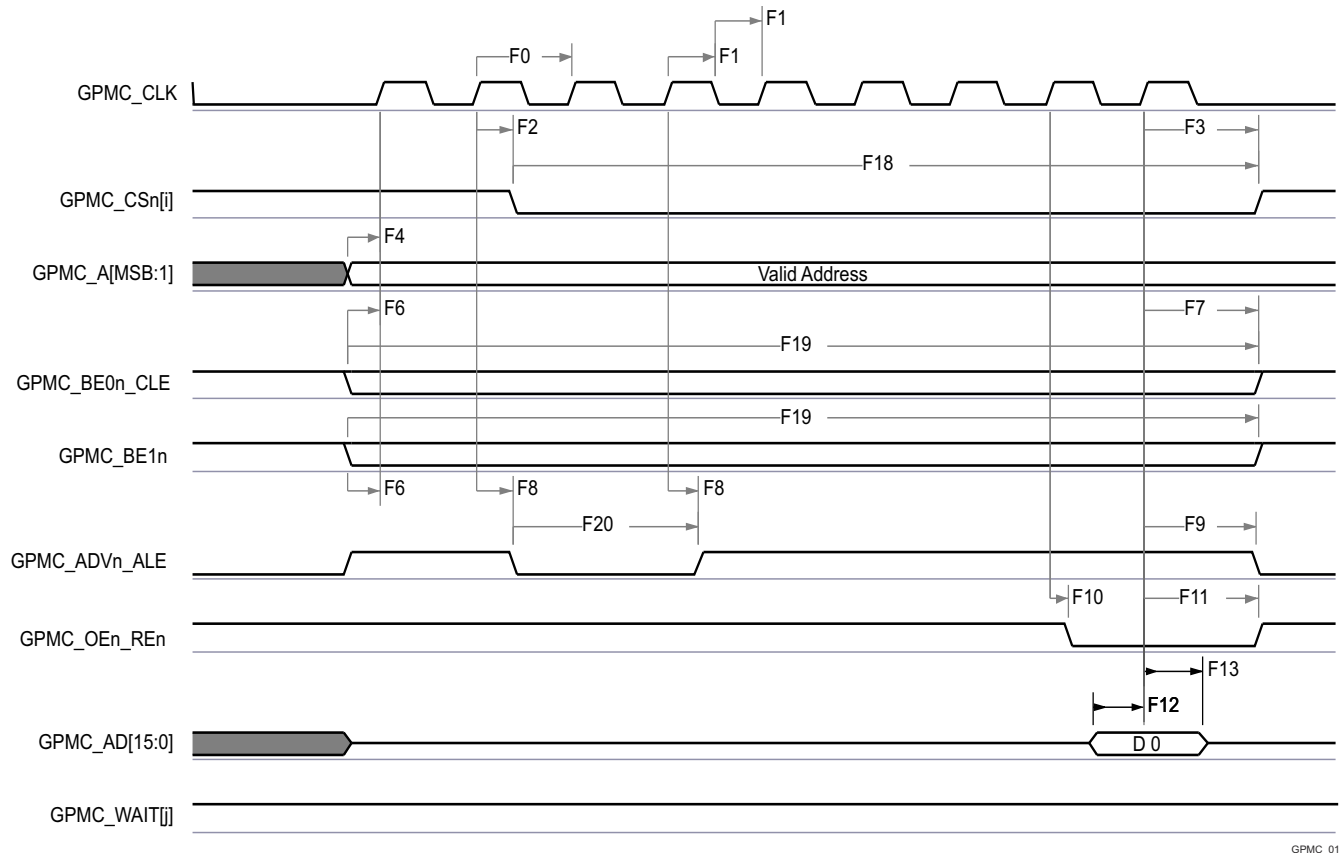 F1
F0 F1
GPMC_CLK
F2 F3
F18
GPMC_CSn[i]
F4
GPMC_A[MSB:1] Valid Address
F6 F7
F19
GPMC_BE0n_CLE
F19
GPMC_BE1n
F6 F8 F8
F20 F9
GPMC_ADVn_ALE
F10 F11
GPMC_OEn_REn
F13
F12
GPMC_AD[15:0] D 0
GPMC_WAIT[j]
GPMC_01